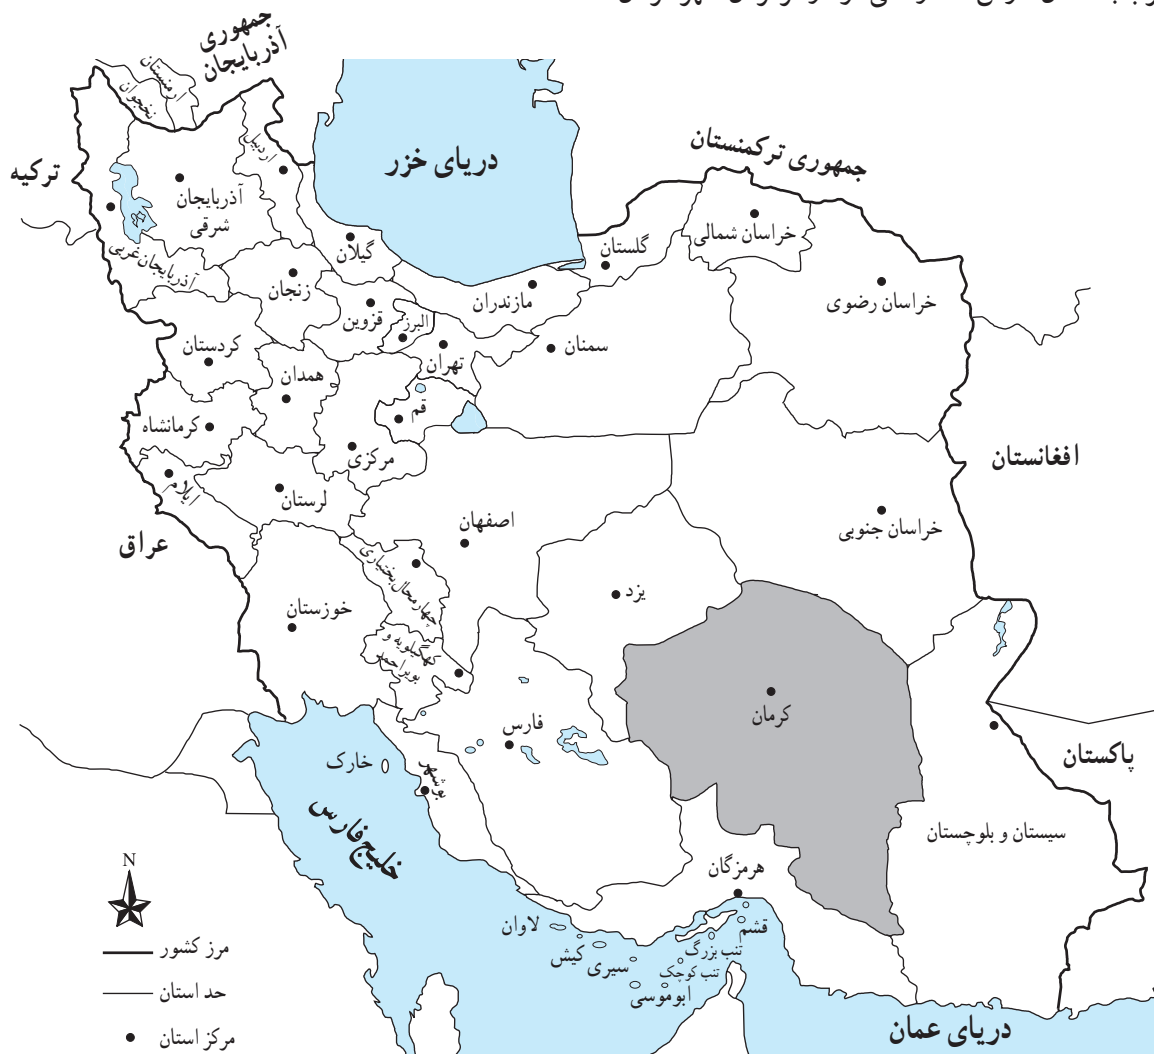 جمهوری
آذربایجان
ارمنستان
نخجوان
ترکیه
دریای خزر
جمهوری ترکمنستان
اردبیل
آذربایجان
شرقی
آذربایجان غربی
گیلان
گلستان
خراسان شمالی
خراسان رضوی
زنجان
مازندران
قزوین
البرز
تهران
سمنان
کردستان
همدان
قم
کرمانشاه
مرکزی
افغانستان
ایلام
لرستان
اصفهان
خراسان جنوبی
عراق
چهارمحال بختیاری
یزد
خوزستان
کهگیلویه و
بویراحمد
کرمان
فارس
خارک
بوشهر
پاکستان
خلیج فارس
سیستان و بلوچستان
هرمزگان
لاوان
قشم
کیش
تنب بزرگ
سیری
تنب کوچک
ابوموسی
دریای عمان
N
مرز کشور
حد استان
مرکز استان